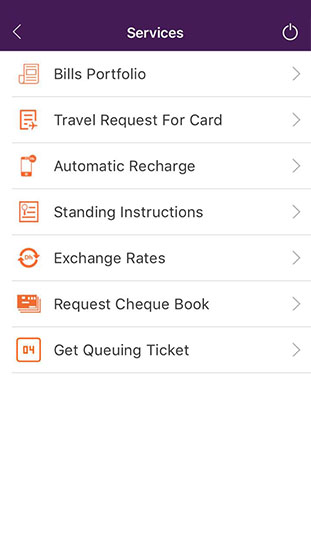 Services
Bills Portfolio
Travel Request For Card
Automatic Recharge
Standing Instructions
Exchange Rates
Request Cheque Book
04 Get Queuing Ticket